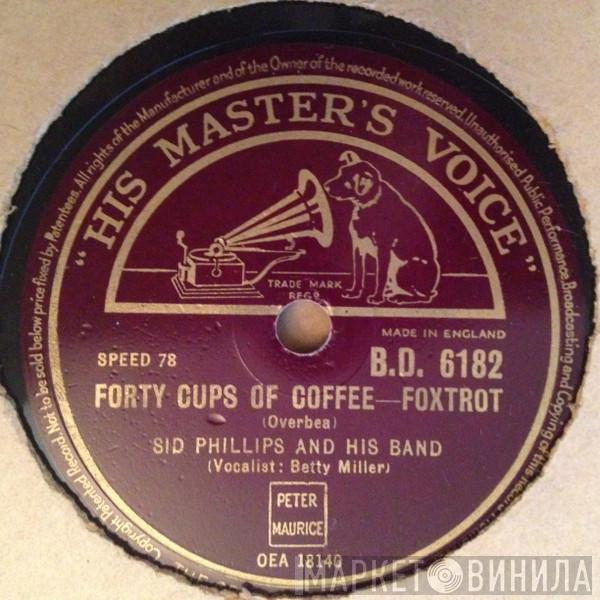 "HIS MASTER'S VOICE"
TRADE MARK
REGD
MADE IN ENGLAND
SPEED 78
B.D. 6182
FORTY CUPS OF COFFEE—FOXTROT
(Overbea)
SID PHILLIPS AND HIS BAND
(Vocalist: Betty Miller)
PETER
MAURICE
OEA 18140
Copyright Patented Record Not to be sold below price fixed by Patentees. All rights of the Manufacturer and of the Owner of the recorded work reserved. Unauthorised Public Performance, Broadcasting and Copying of this Record
МАРКЕТ ВИНИЛА